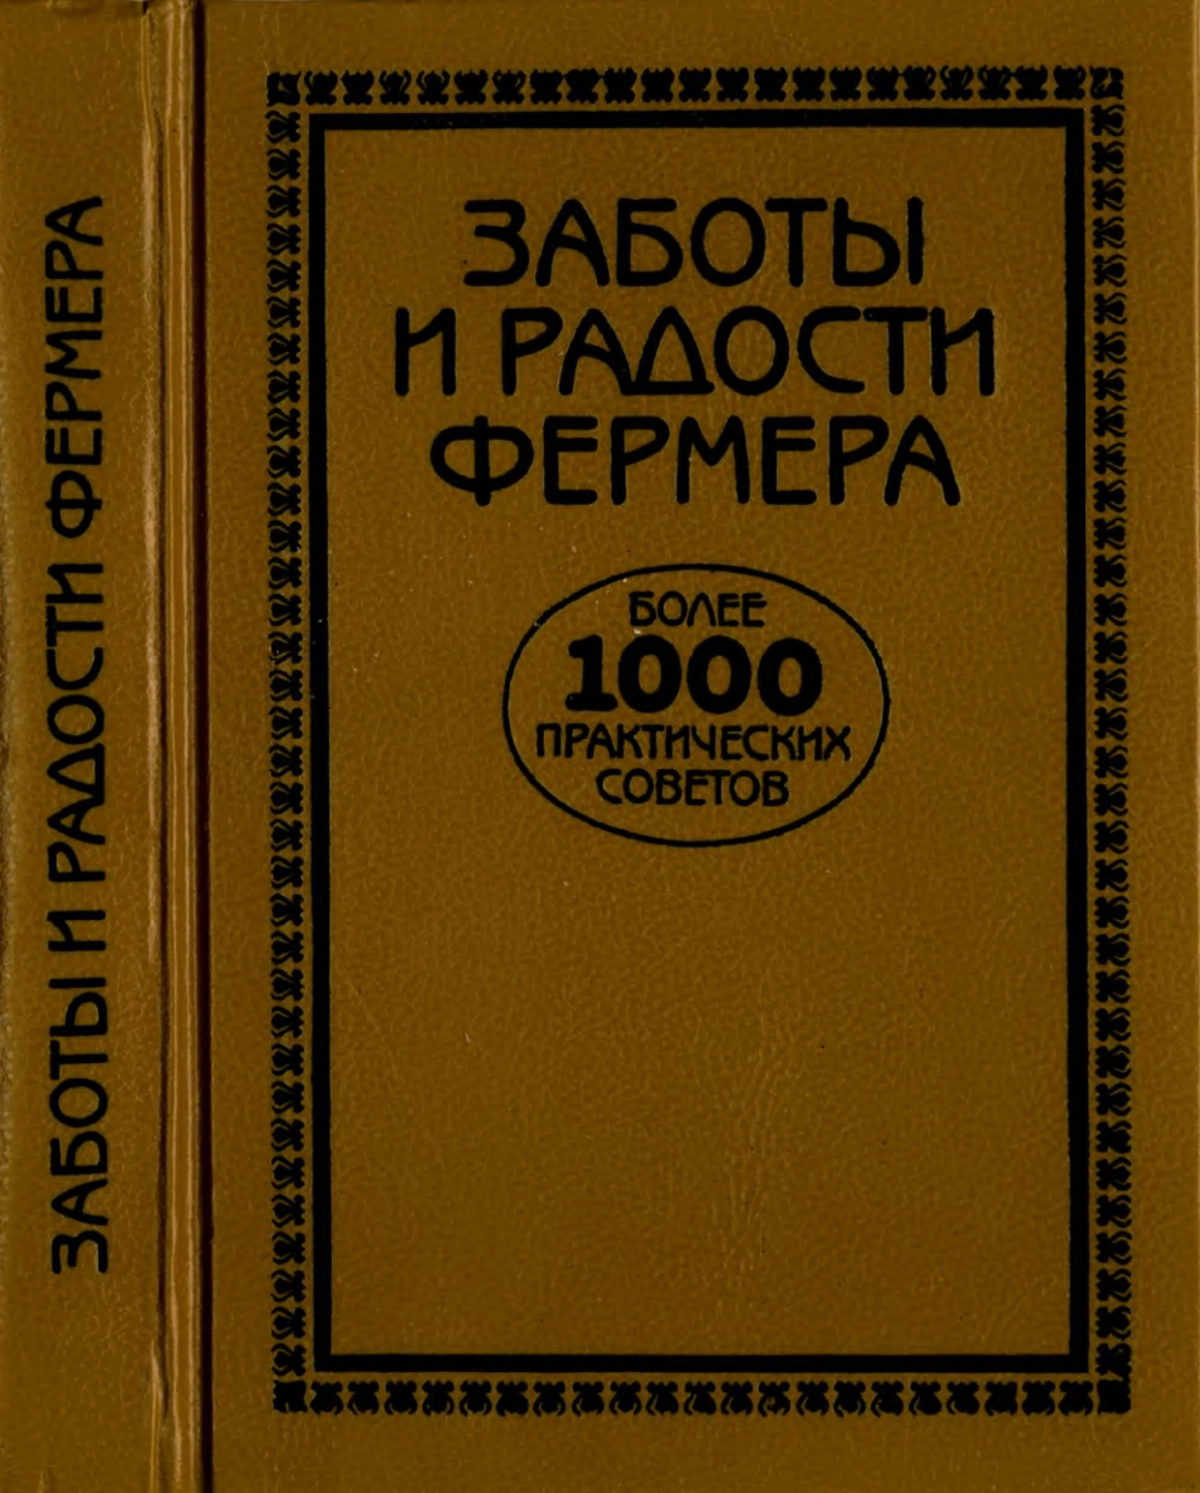 ЗАБОТЫ И РАДОСТИ ФЕРМЕРА
ЗАБОТЫ
И РАДОСТИ
ФЕРМЕРА
БОЛЕЕ
1000
ПРАКТИЧЕСКИХ
СОВЕТОВ